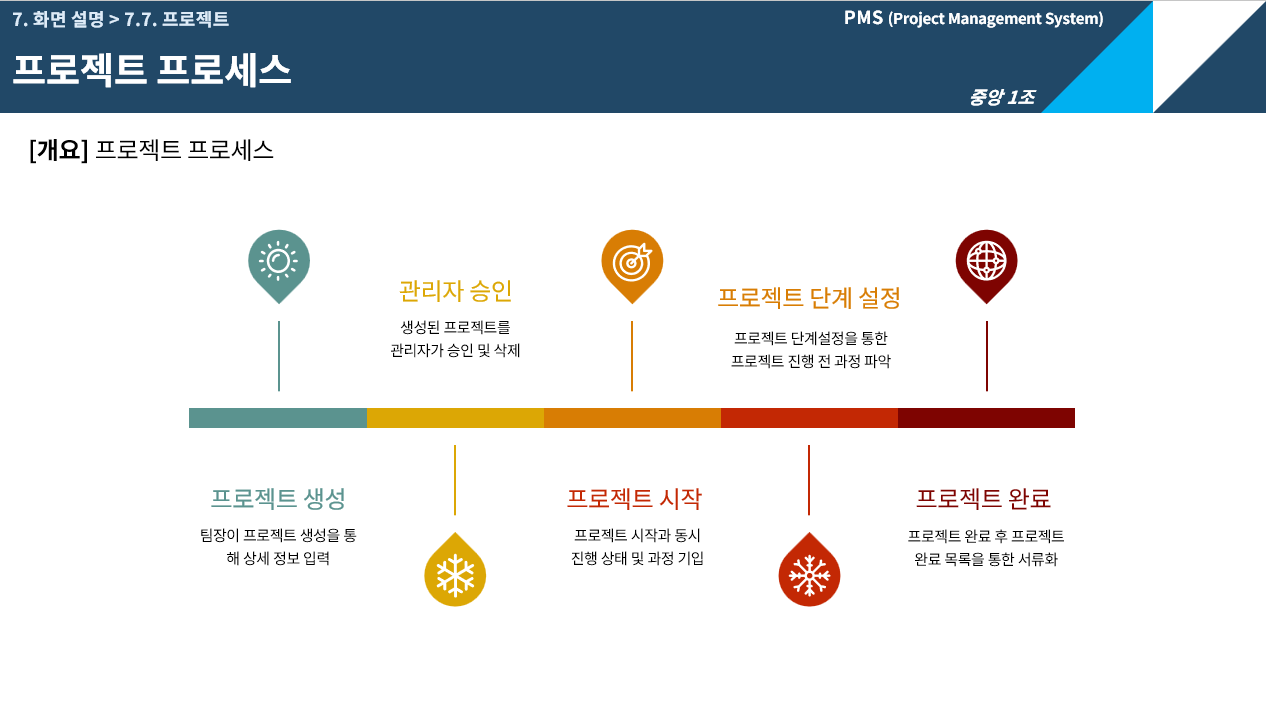 7. 화면 설명 > 7.7. 프로젝트
PMS (Project Management System)
프로젝트 프로세스
중앙 1조
[개요] 프로젝트 프로세스
관리자 승인
생성된 프로젝트를
관리자가 승인 및 삭제
프로젝트 단계 설정
프로젝트 단계설정을 통한
프로젝트 진행 전 과정 파악
프로젝트 생성
팀장이 프로젝트 생성을 통
해 상세 정보 입력
프로젝트 시작
프로젝트 시작과 동시
진행 상태 및 과정 기입
프로젝트 완료
프로젝트 완료 후 프로젝트
완료 목록을 통한 서류화